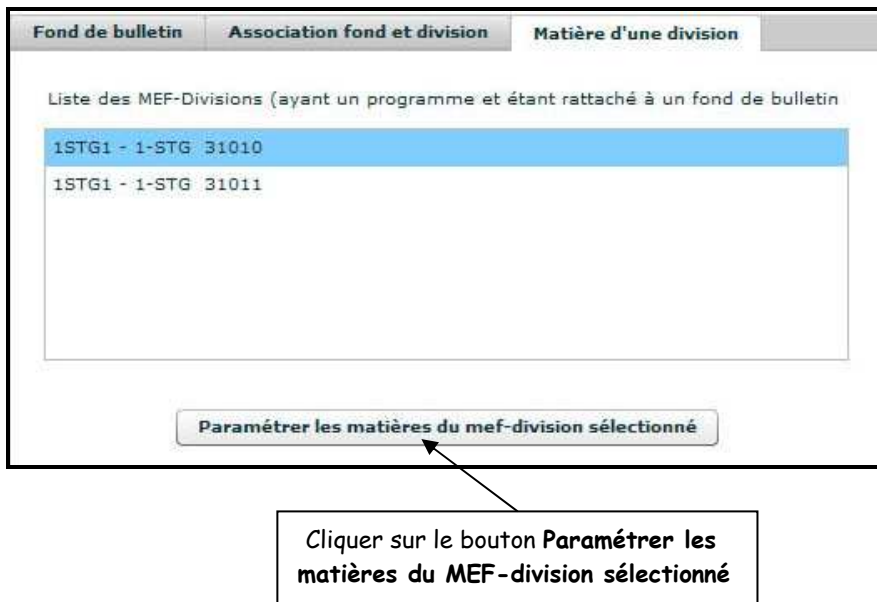 Fond de bulletin Association fond et division Matière d'une division
Liste des MEF-Divisions (ayant un programme et étant rattaché à un fond de bulletin
1STG1 - 1-STG 31010
1STG1 - 1-STG 31011
Paramétrer les matières du mef-division sélectionné
Cliquer sur le bouton Paramétrer les
matières du MEF-division sélectionné